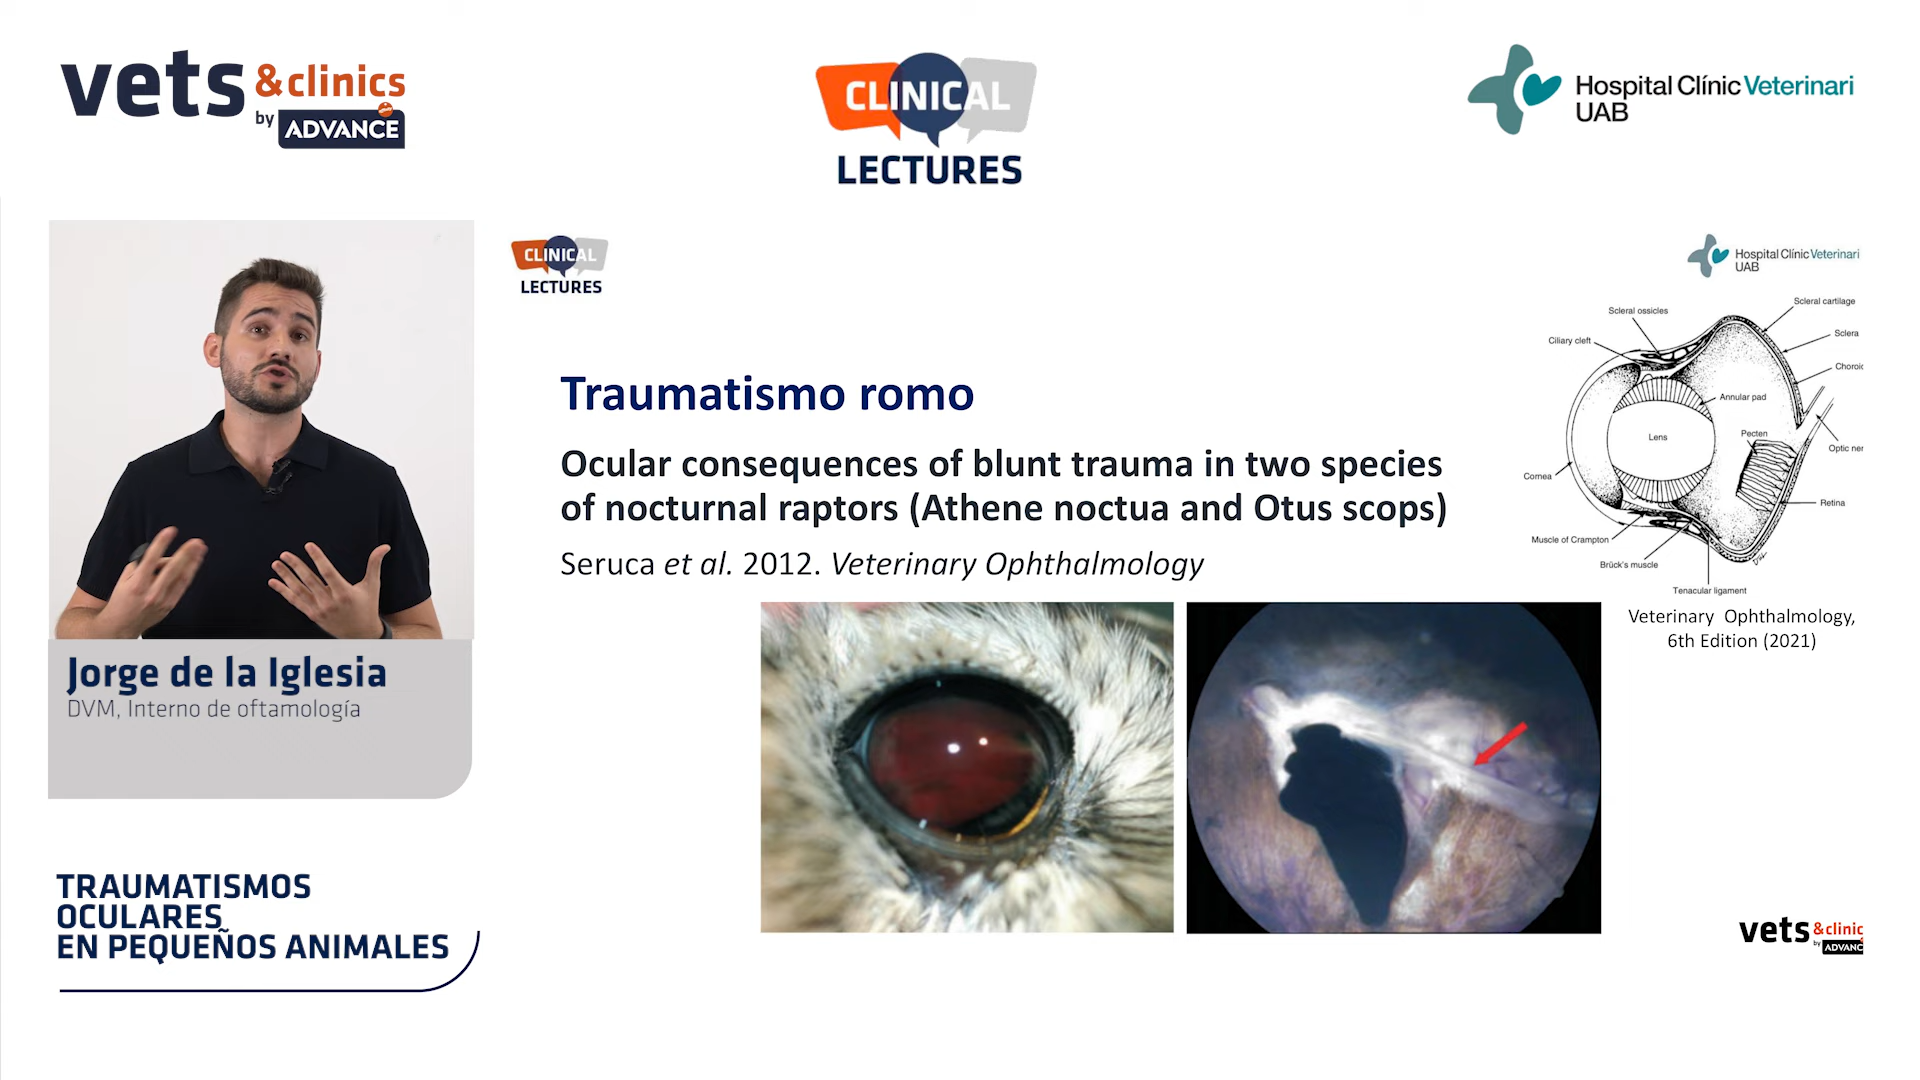 vets &clinics
by ADVANCE
CLINICAL
LECTURES
Hospital Clínic Veterinari
UAB
CLINICAL
LECTURES
Hospital Clínic Veterinari
UAB
Traumatismo romo
Ocular consequences of blunt trauma in two species
of nocturnal raptors (Athene noctua and Otus scops)
Seruca et al. 2012. Veterinary Ophthalmology
Scleral cartilage
Scleral ossicles
Sclera
Ciliary cleft
Choroic
Annular pad
Lens
Pecten
Optic ner
Cornea
Retina
Muscle of Crampton
Brück's muscle
Tenacular ligament
Veterinary Ophthalmology,
6th Edition (2021)
Jorge de la Iglesia
DVM, Interno de oftamología
TRAUMATISMOS
OCULARES
EN PEQUEÑOS ANIMALES
vets &clinic
by ADVANC